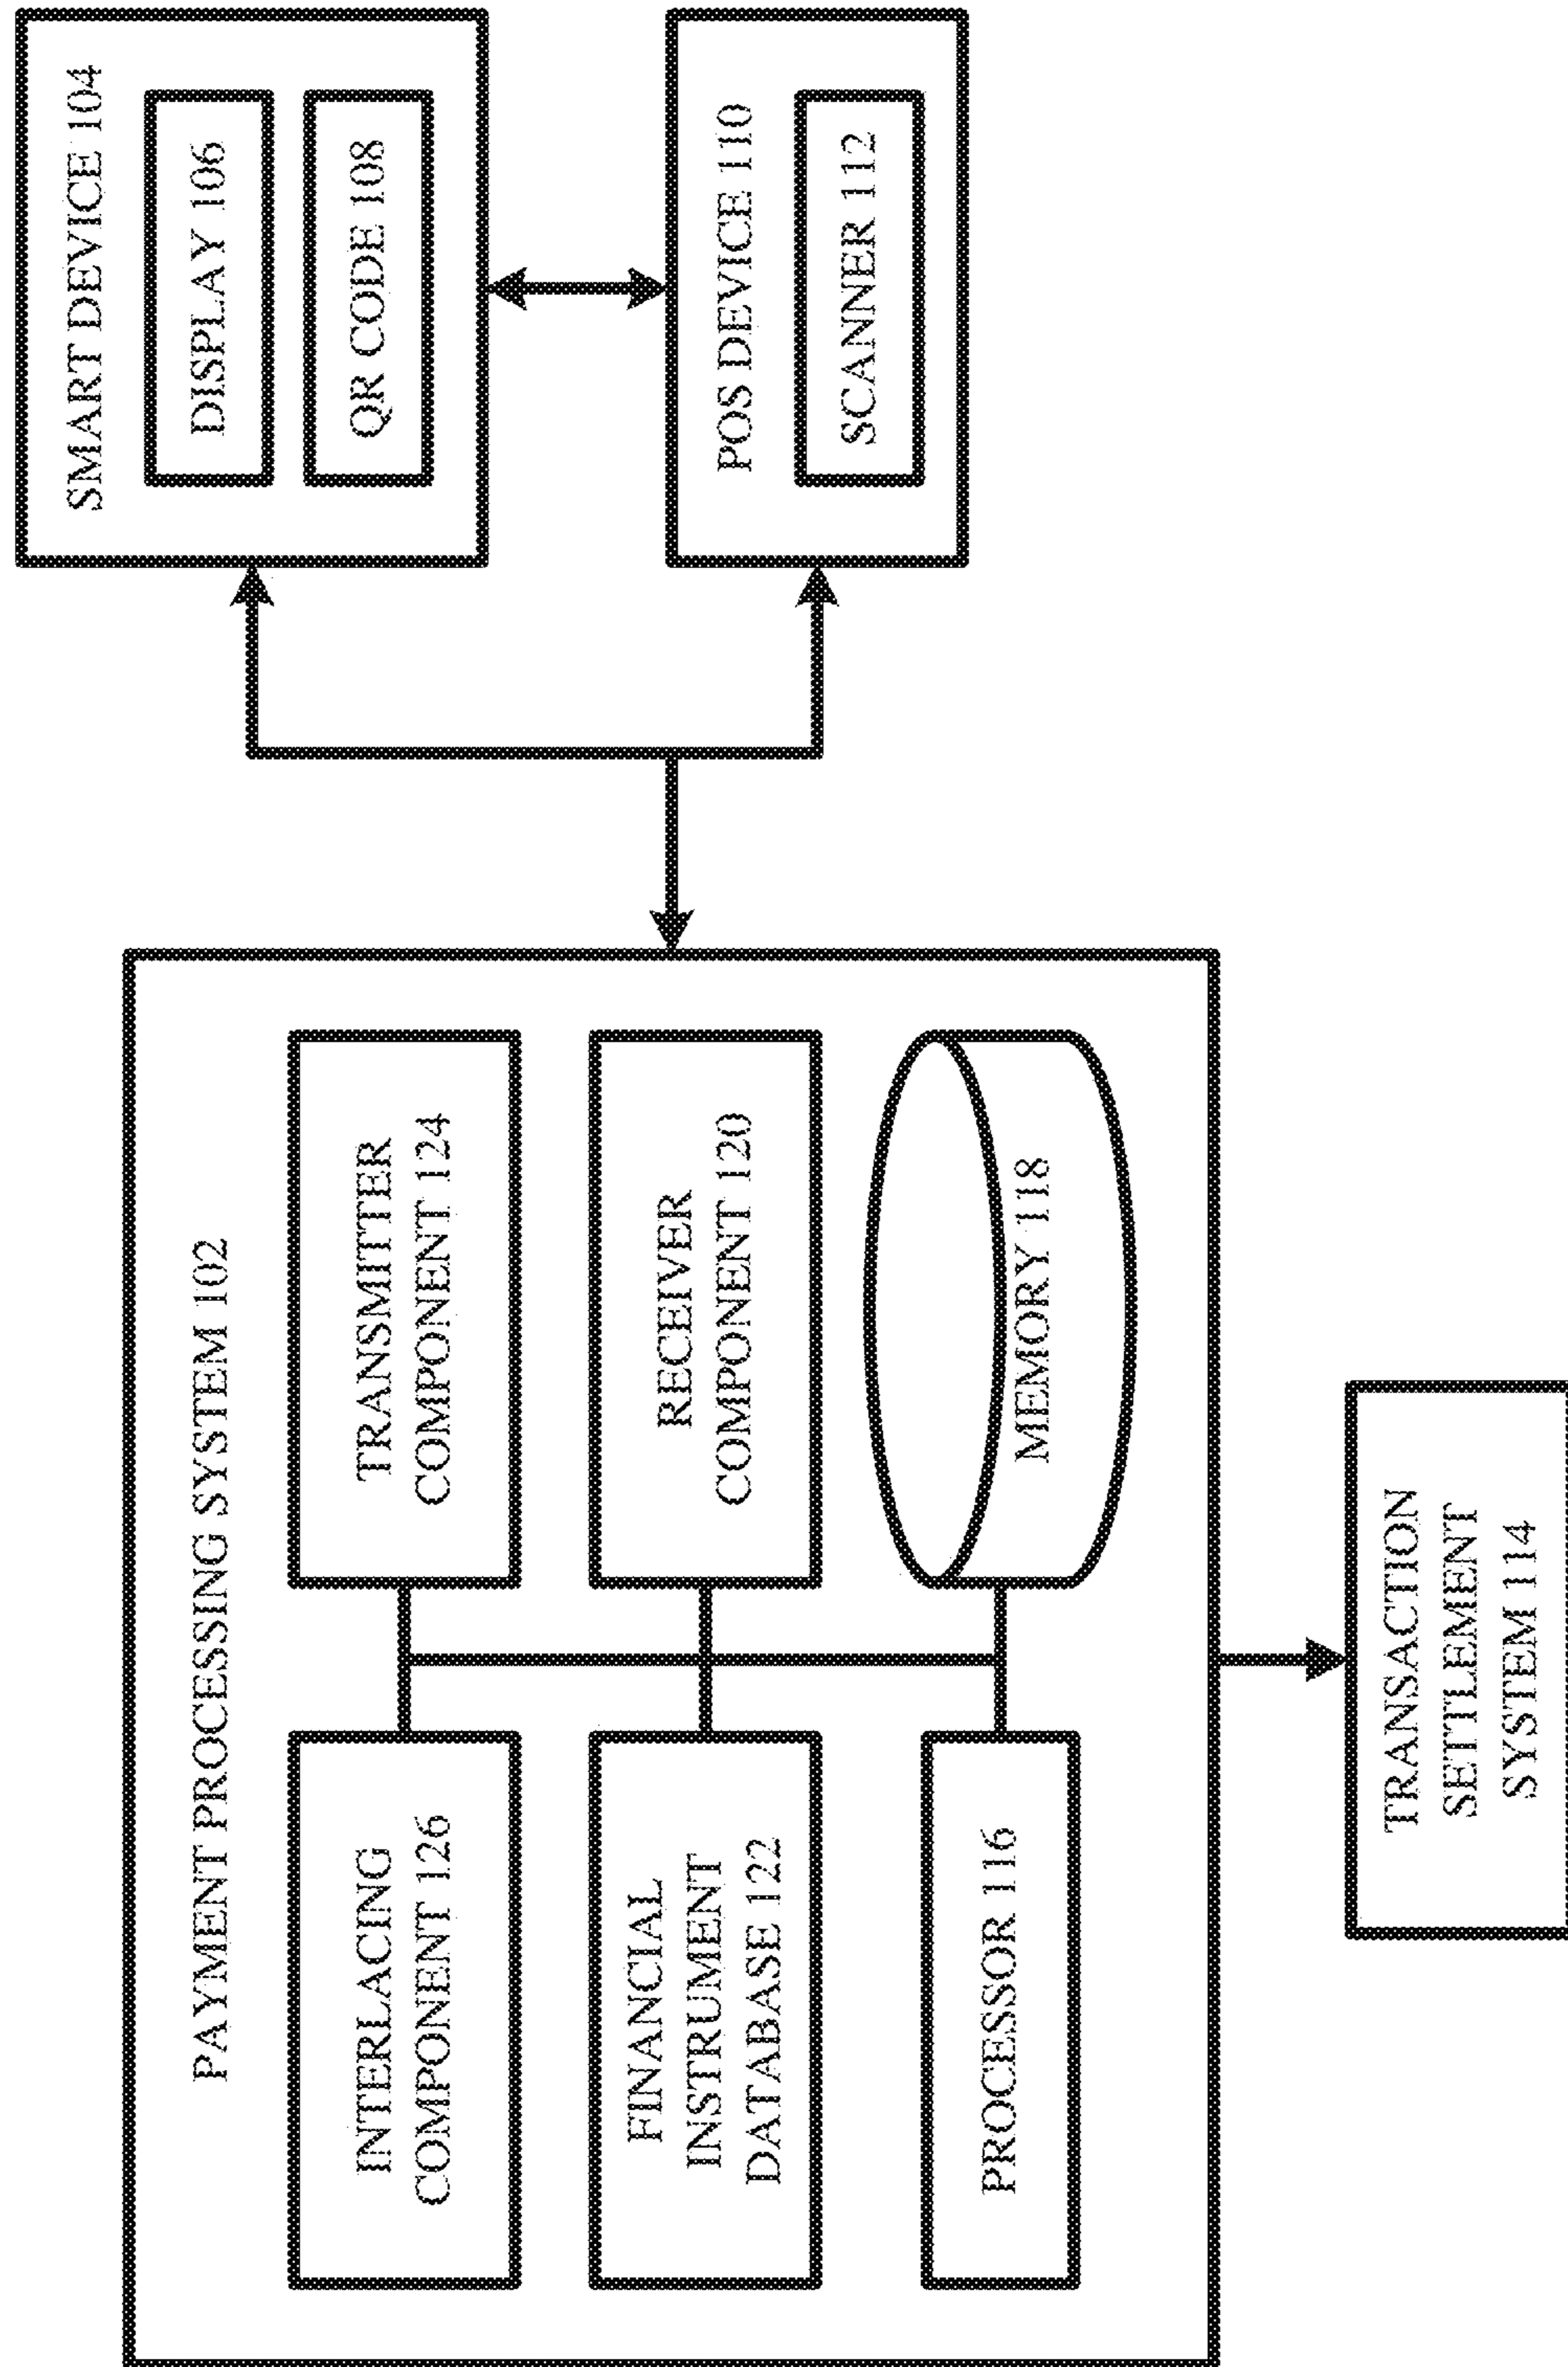 PAYMENT PROCESSING SYSTEM 102
INTERLACING
COMPONENT 126
TRANSMITTER
COMPONENT 124
FINANCIAL
INSTRUMENT
DATABASE 122
RECEIVER
COMPONENT 120
PROCESSOR 116
MEMORY 118
SMART DEVICE 104
DISPLAY 106
QR CODE 108
POS DEVICE 110
SCANNER 112
TRANSACTION
SETTLEMENT
SYSTEM 114